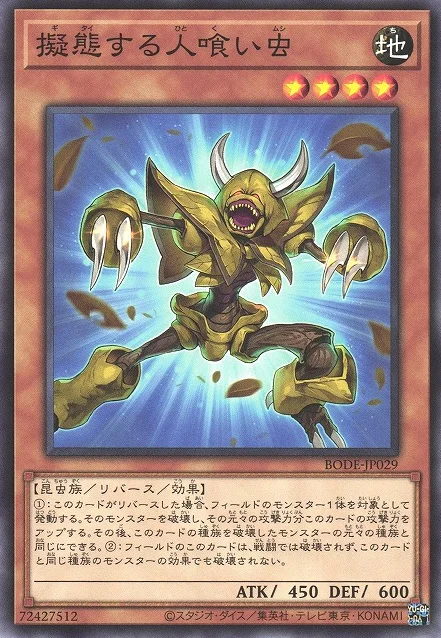 擬態する人喰い虫
地
BODE-JP029
【昆虫族／リバース／効果】
①：このカードがリバースした場合、フィールドのモンスター１体を対象として
発動する。そのモンスターを破壊し、その元々の攻撃力分このカードの攻撃力を
アップする。その後、このカードの種族を破壊したモンスターの元々の種族と
同じにできる。②：フィールドのこのカードは、戦闘では破壊されず、このカード
と同じ種族のモンスターの効果でも破壊されない。
ATK/ 450 DEF/ 600
72427512 ©スタジオ・ダイス／集英社・テレビ東京・KONAMI